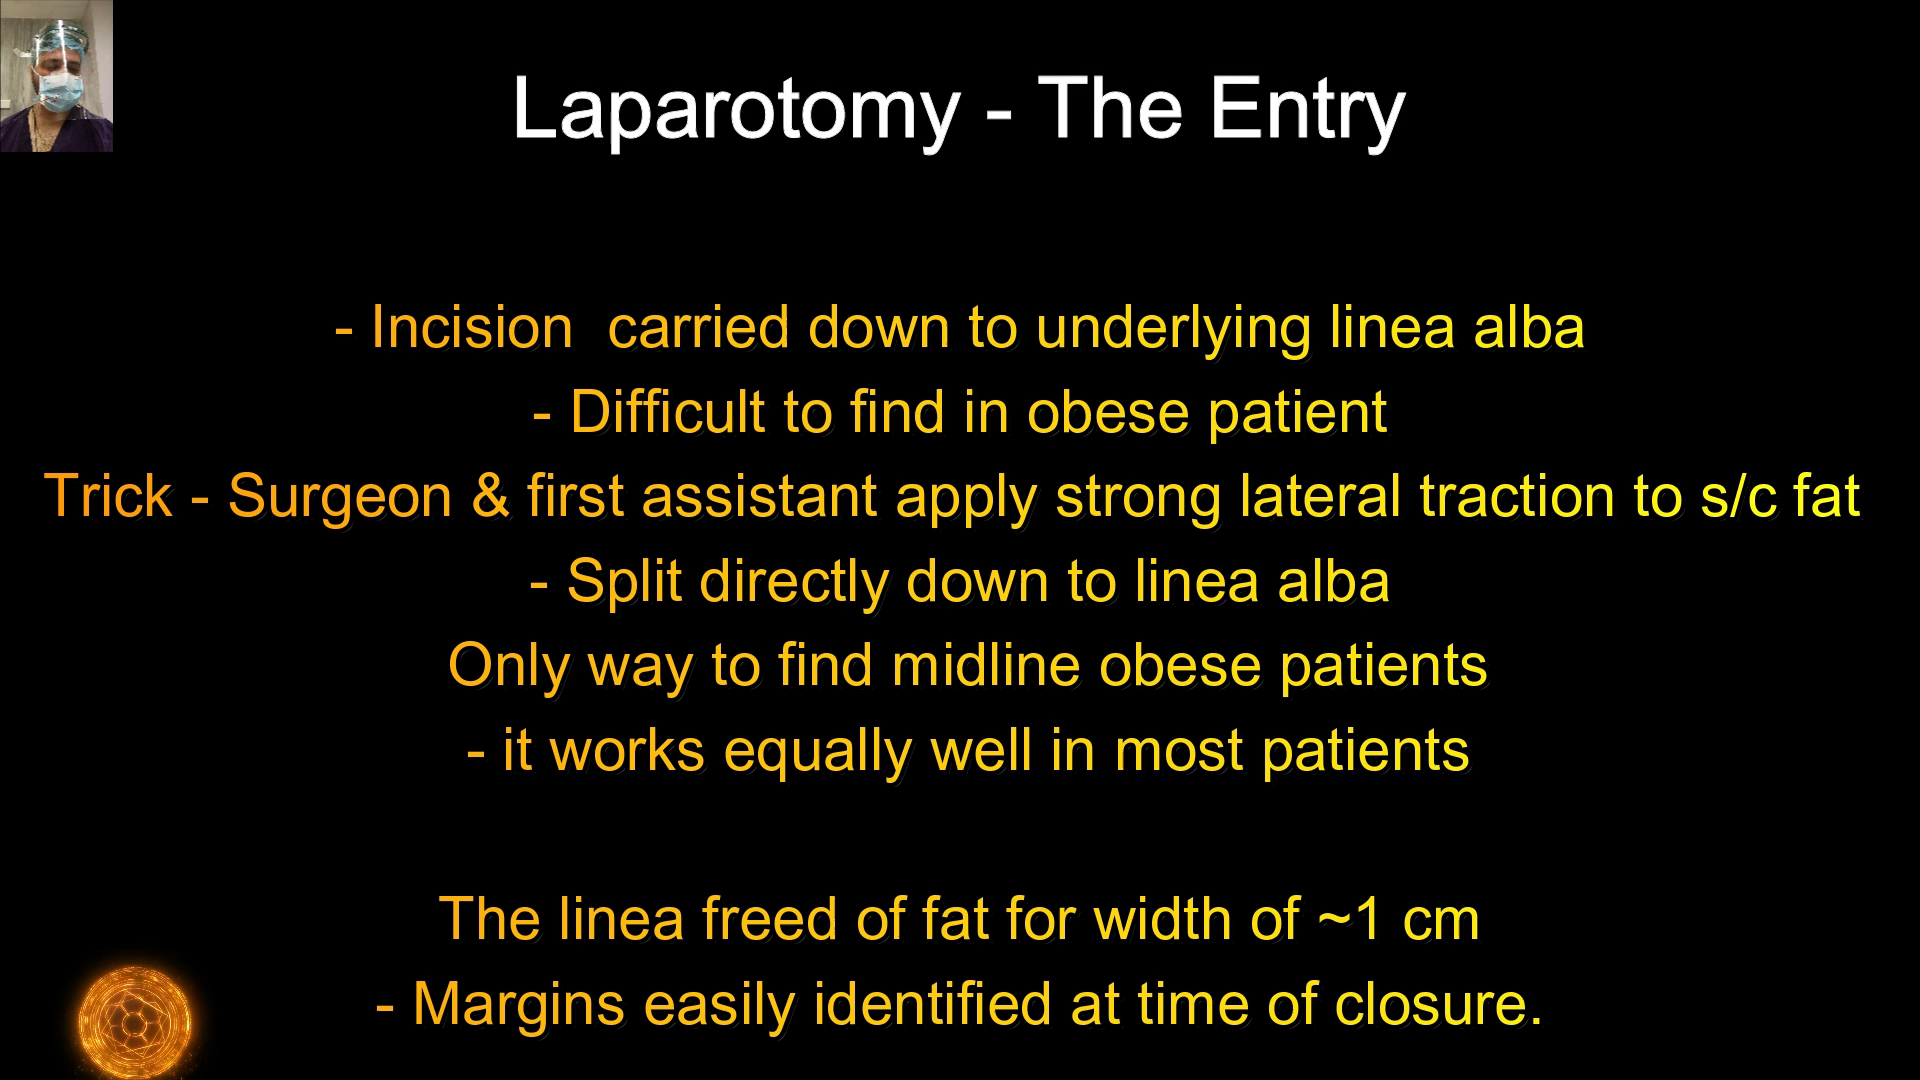 Laparotomy - The Entry
- Incision  carried down to underlying linea alba
- Difficult to find in obese patient
Trick - Surgeon & first assistant apply strong lateral traction to s/c fat
- Split directly down to linea alba
Only way to find midline obese patients
- it works equally well in most patients
The linea freed of fat for width of ~1 cm
- Margins easily identified at time of closure.